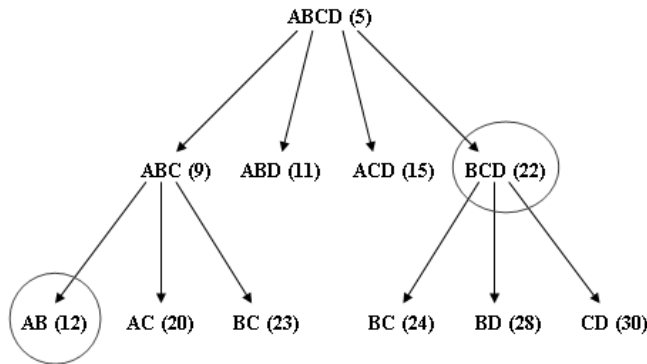 ABCD (5)
ABC (9) ABD (11) ACD (15) BCD (22)
AB (12) AC (20) BC (23) BC (24) BD (28) CD (30)